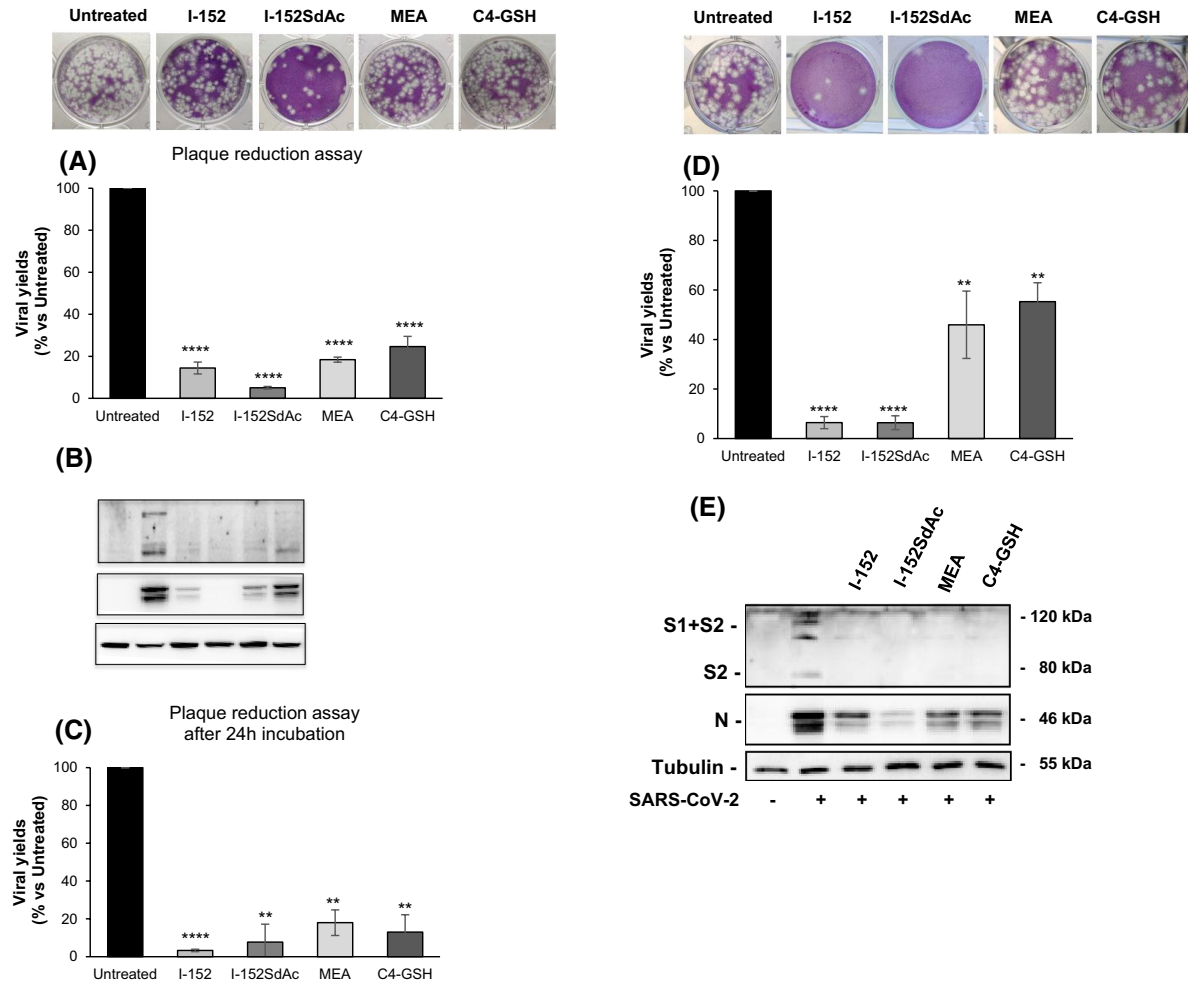 Untreated I-152 I-152SdAc MEA C4-GSH
(A)
Plaque reduction assay
Viral yields
(% vs Untreated)
100
80
60
40
20
0
****
****
****
****
Untreated I-152 I-152SdAc MEA C4-GSH
(B)
(C)
Plaque reduction assay
after 24h incubation
Viral yields
(% vs Untreated)
100
80
60
40
20
0
****
**
**
**
Untreated I-152 I-152SdAc MEA C4-GSH
Untreated I-152 I-152SdAc MEA C4-GSH
(D)
Viral yields
(% vs Untreated)
100
80
60
40
20
0
****
****
**
**
Untreated I-152 I-152SdAc MEA C4-GSH
(E)
I-152 I-152SdAc MEA C4-GSH
S1+S2 - - 120 kDa
S2 - - 80 kDa
N - - 46 kDa
Tubulin - - 55 kDa
SARS-CoV-2 - + + + + +